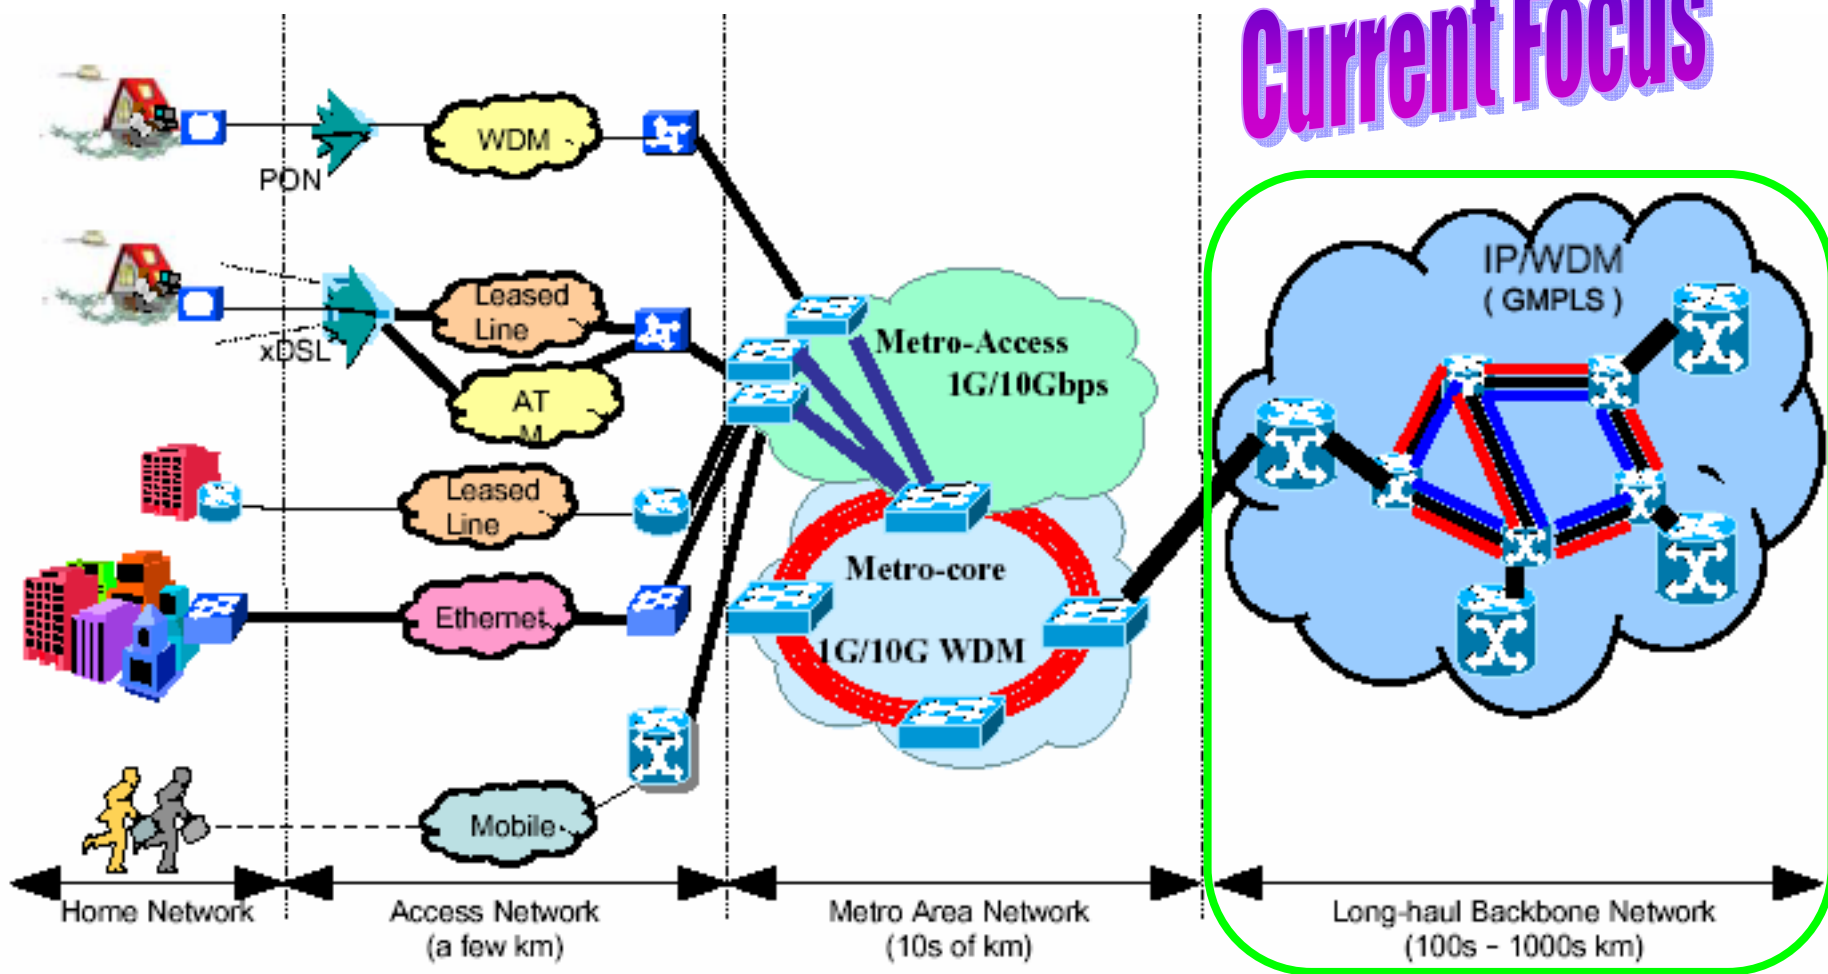 Current Focus
PON
WDM
xDSL
Leased
Line
AT
M
Leased
Line
Ethernet
Mobile
Metro-Access
1G/10Gbps
Metro-core
1G/10G WDM
IP/WDM
( GMPLS )
Home Network
Access Network
(a few km)
Metro Area Network
(10s of km)
Long-haul Backbone Network
(100s - 1000s km)